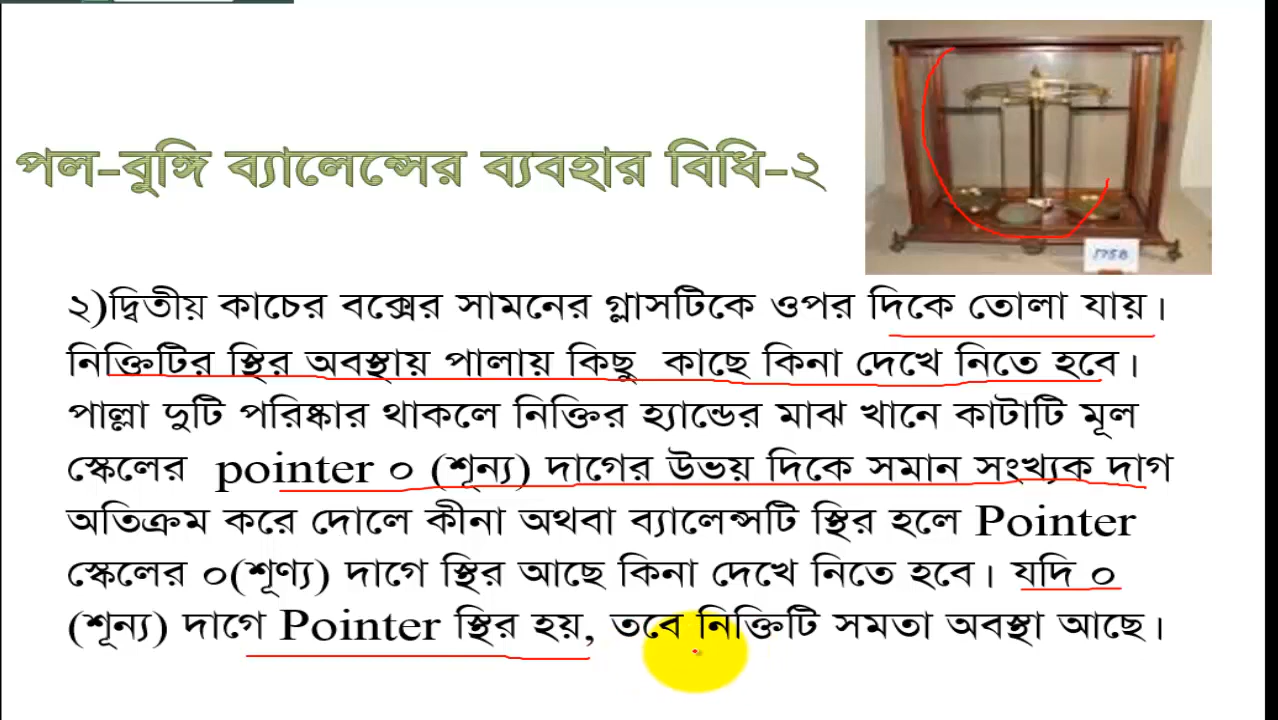 পল-বুঙ্গি ব্যালেন্সের ব্যবহার বিধি-২
1758
২)দ্বিতীয় কাচের বক্সের সামনের গ্লাসটিকে ওপর দিকে তোলা যায়।
নিক্তিটির স্থির অবস্থায় পালায় কিছু কাছে কিনা দেখে নিতে হবে।
পাল্লা দুটি পরিষ্কার থাকলে নিক্তির হ্যান্ডের মাঝ খানে কাটাটি মূল
স্কেলের pointer ০ (শূন্য) দাগের উভয় দিকে সমান সংখ্যক দাগ
অতিক্রম করে দোলে কীনা অথবা ব্যালেন্সটি স্থির হলে Pointer
স্কেলের ০(শূণ্য) দাগে স্থির আছে কিনা দেখে নিতে হবে। যদি ০
(শূন্য) দাগে Pointer স্থির হয়, তবে নিক্তিটি সমতা অবস্থা আছে।